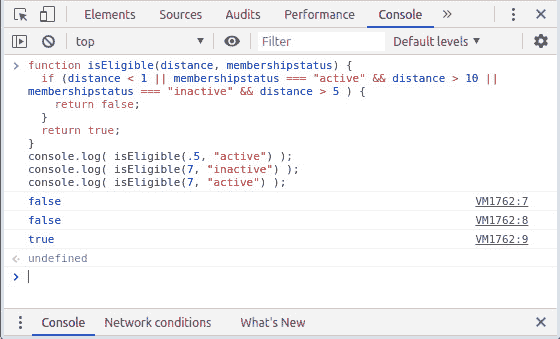 Elements Sources Audits Performance Console »
top Filter Default levels
function isEligible(distance, membershipstatus) {
if (distance < 1 || membershipstatus === "active" && distance > 10 ||
membershipstatus === "inactive" && distance > 5 ) {
return false;
}
return true;
}
console.log( isEligible(.5, "active") );
console.log( isEligible(7, "inactive") );
console.log( isEligible(7, "active") );
false VM1762:7
false VM1762:8
true VM1762:9
undefined
Console Network conditions What's New